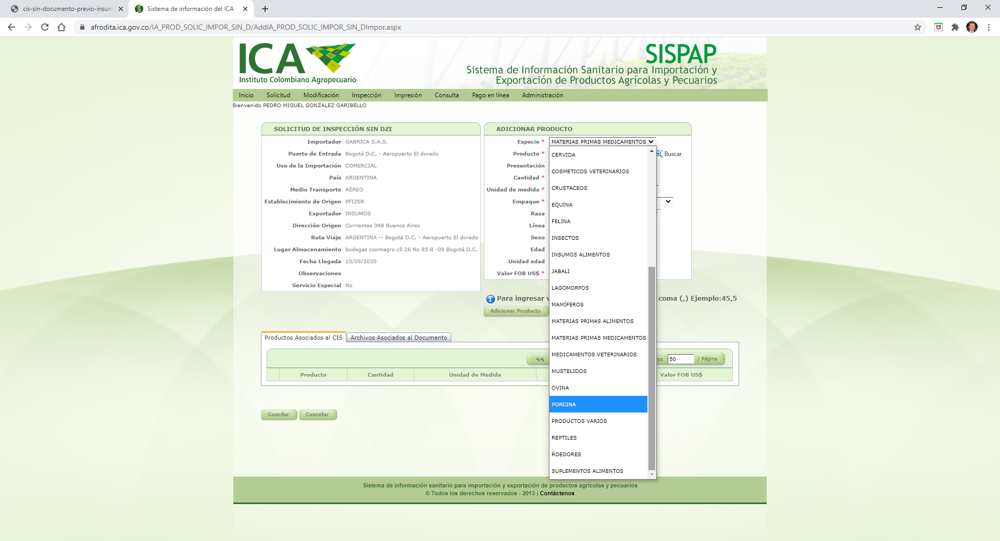 cis-sin-documento-previo-insum
Sistema de información del ICA
afrodita.ica.gov.co/IA_PROD_SOLIC_IMPOR_SIN_D/AddIA_PROD_SOLIC_IMPOR_SIN_DImpor.aspx
ICA
Instituto Colombiano Agropecuario
SISPAP
Sistema de Información Sanitario para Importación y
Exportación de Productos Agrícolas y Pecuarios
Inicio Solicitud Modificación Inspección Impresión Consulta Pago en línea Administración
Bienvenido PEDRO MIGUEL GONZALEZ GARIBELLO
SOLICITUD DE INSPECCIÓN SIN DZI
Importador GABRICA S.A.S.
Puerto de Entrada Bogotá D.C. - Aeropuerto El dorado
Uso de la Importación COMERCIAL
País ARGENTINA
Medio Transporte AÉREO
Establecimiento de Origen PFIZER
Exportador INSUMOS
Dirección Origen Corrientes 348 Buenos Aires
Ruta Viaje ARGENTINA -- Bogotá D.C. - Aeropuerto El dorado
Lugar Almacenamiento bodegas coomagro cll 26 No 85 B -09 Bogotá D.C.
Fecha Llegada 10/09/2020
Observaciones
Servicio Especial No
ADICIONAR PRODUCTO
Especie * MATERIAS PRIMAS MEDICAMENTOS
Producto * Buscar
Presentación
Cantidad *
Unidad de medida *
Empaque *
Raza
Línea
Sexo
Edad
Unidad edad
Valor FOB US$ *
CERVIDA
COSMETICOS VETERINARIOS
CRUSTACEOS
EQUINA
FELINA
INSECTOS
INSUMOS ALIMENTOS
JABALI
LAGOMORFOS
MAMÍFEROS
MATERIAS PRIMAS ALIMENTOS
MATERIAS PRIMAS MEDICAMENTOS
MEDICAMENTOS VETERINARIOS
MUSTELIDOS
OVINA
PORCINA
PRODUCTOS VARIOS
REPTILES
ROEDORES
SUPLEMENTOS ALIMENTOS
Para ingresar coma (,) Ejemplo:45,5
Adicionar Producto
Productos Asociados al CIS Archivos Asociados al Documento
os 50 / Página
Producto Cantidad Unidad de Medida Valor FOB US$
Guardar Cancelar
Sistema de información sanitario para importación y exportación de productos agrícolas y pecuarios
© Todos los derechos reservados - 2013 | Contáctenos